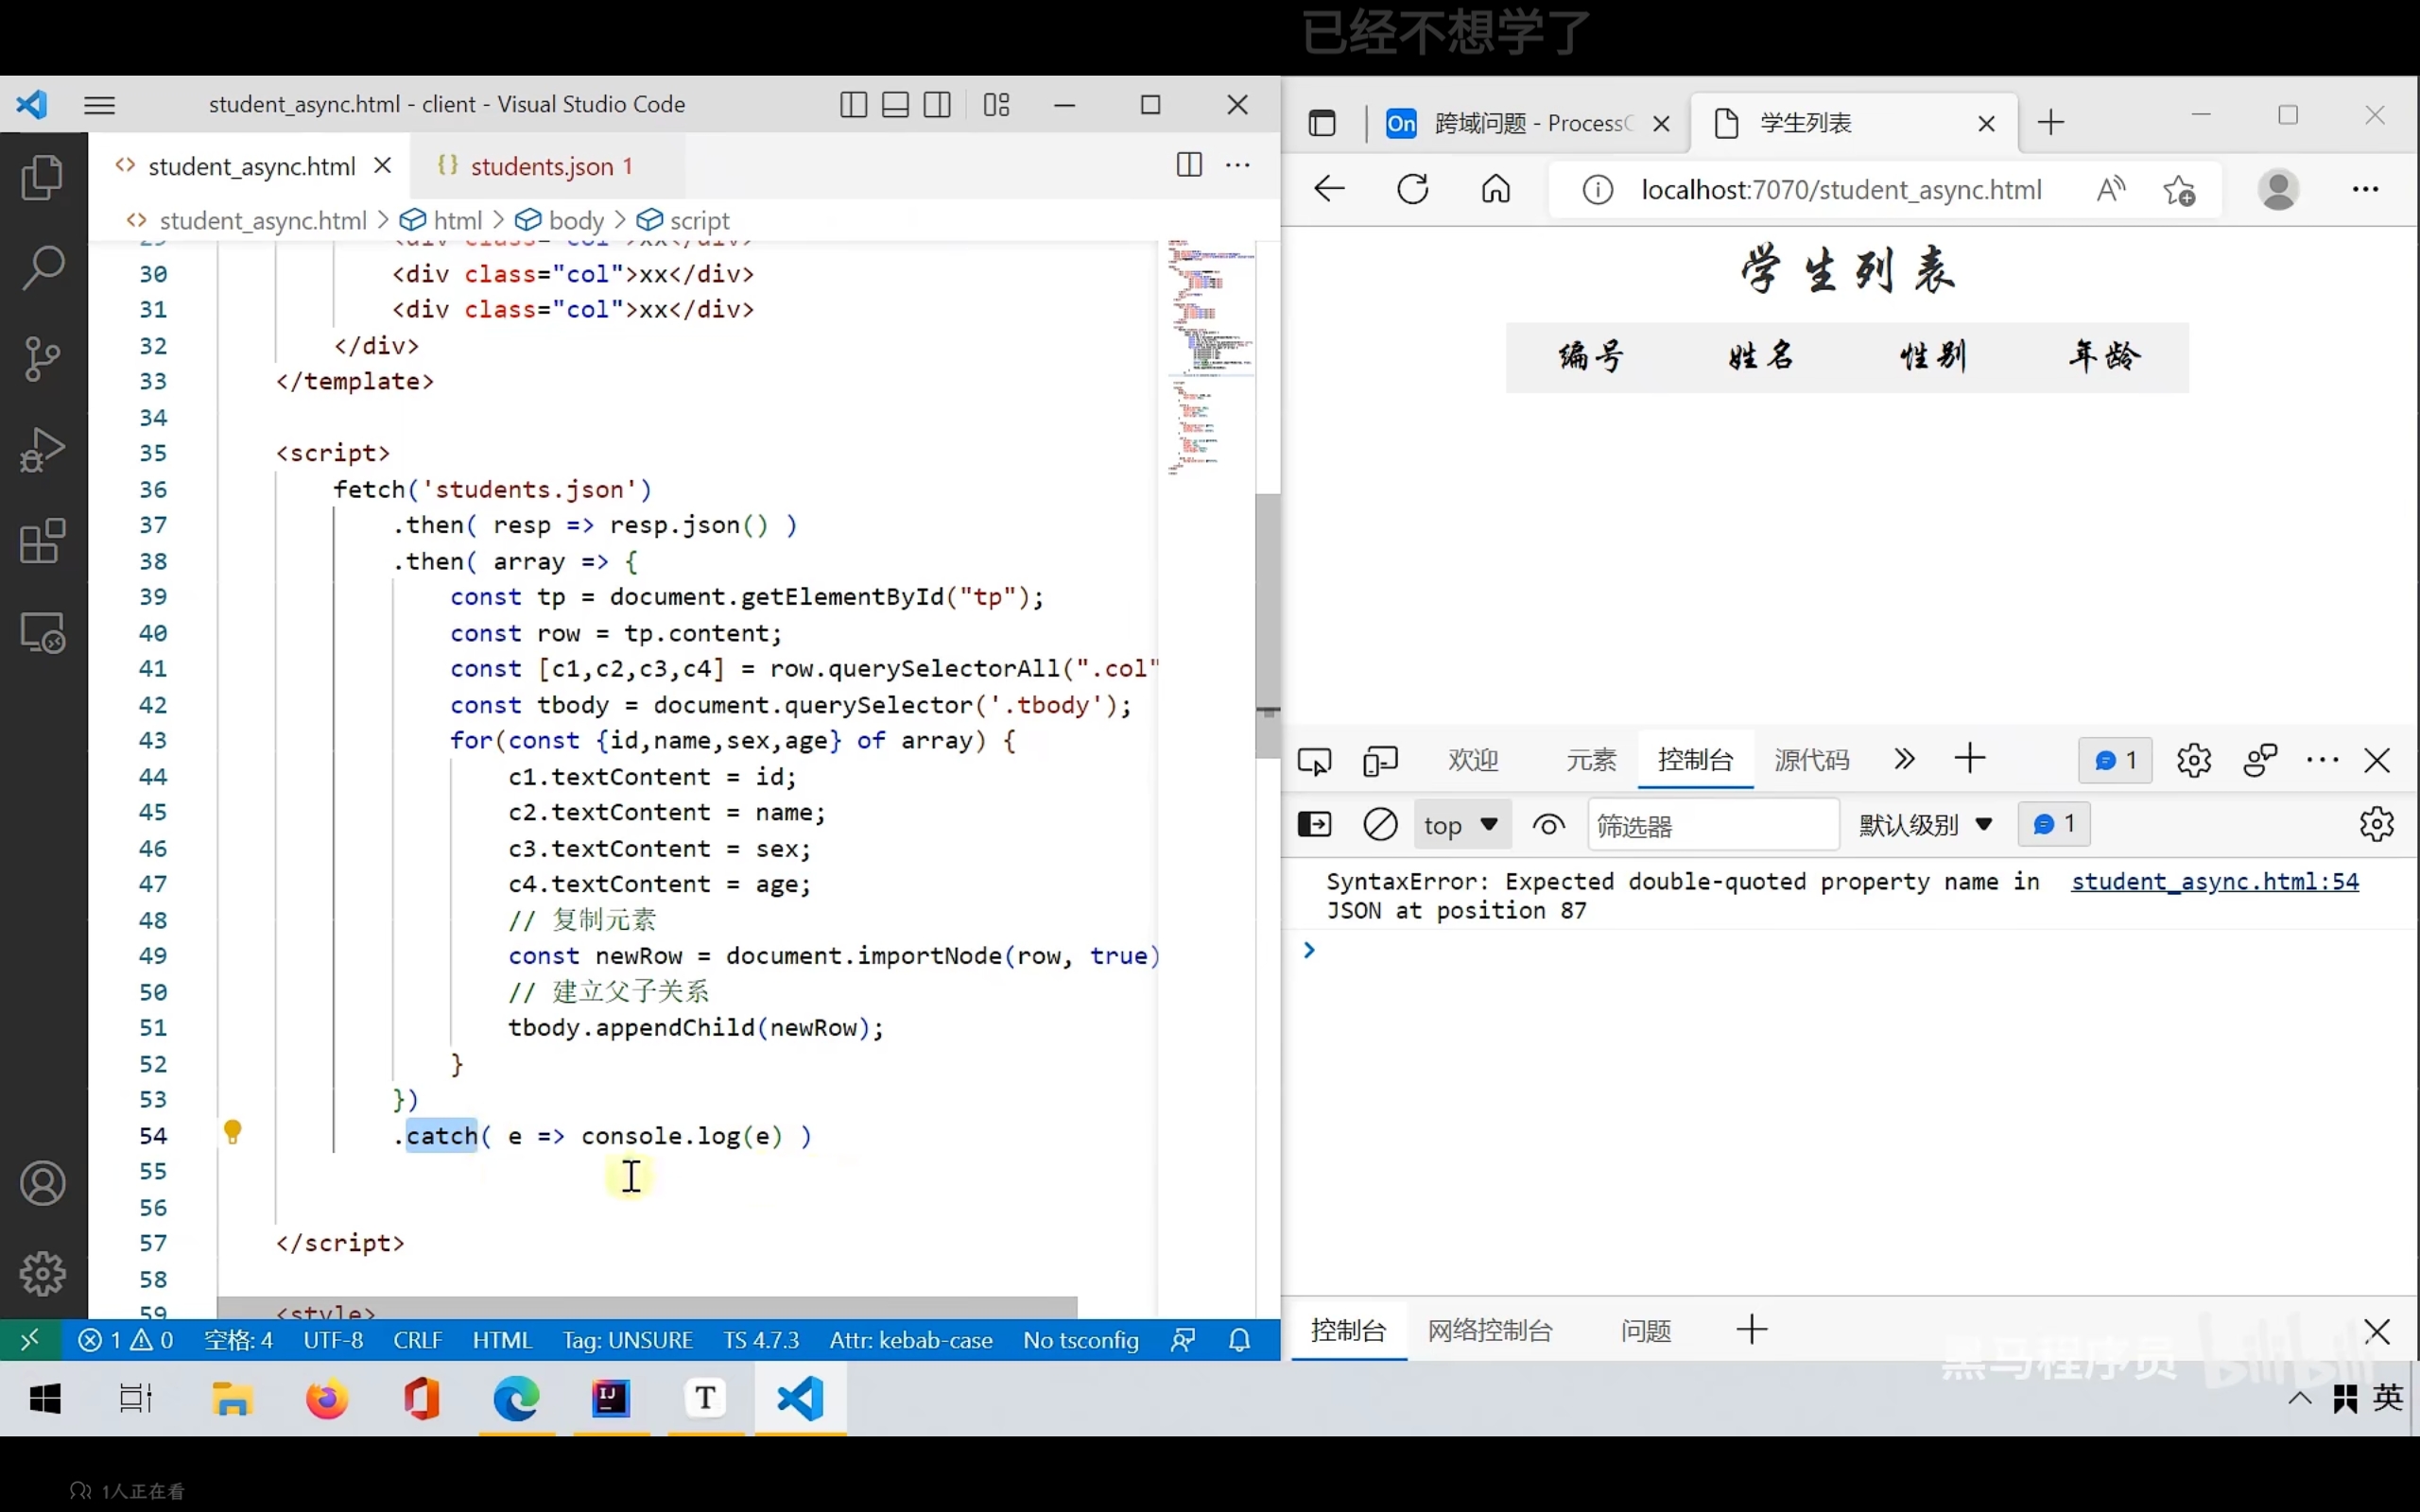 已经不想学了
student_async.html - client - Visual Studio Code
student_async.html
students.json 1
student_async.html > html > body > script
29 <div class="col">xx</div>
30 <div class="col">xx</div>
31 <div class="col">xx</div>
32 </div>
33 </template>
34
35 <script>
36 fetch('students.json')
37 .then( resp => resp.json() )
38 .then( array => {
39 const tp = document.getElementById("tp");
40 const row = tp.content;
41 const [c1,c2,c3,c4] = row.querySelectorAll(".col"
42 const tbody = document.querySelector('.tbody');
43 for(const {id,name,sex,age} of array) {
44 c1.textContent = id;
45 c2.textContent = name;
46 c3.textContent = sex;
47 c4.textContent = age;
48 // 复制元素
49 const newRow = document.importNode(row, true)
50 // 建立父子关系
51 tbody.appendChild(newRow);
52 }
53 })
54 .catch( e => console.log(e) )
55
56
57 </script>
58
59 <style>
1 0 空格: 4 UTF-8 CRLF HTML Tag: UNSURE TS 4.7.3 Attr: kebab-case No tsconfig
On 跨域问题 - Process
学生列表
localhost:7070/student_async.html
学生列表
编号 姓名 性别 年龄
欢迎 元素 控制台 源代码 1
top 筛选器 默认级别 1
SyntaxError: Expected double-quoted property name in student_async.html:54
JSON at position 87
控制台 网络控制台 问题
黑马程序员 bilibili
IJ T 英
1人正在看